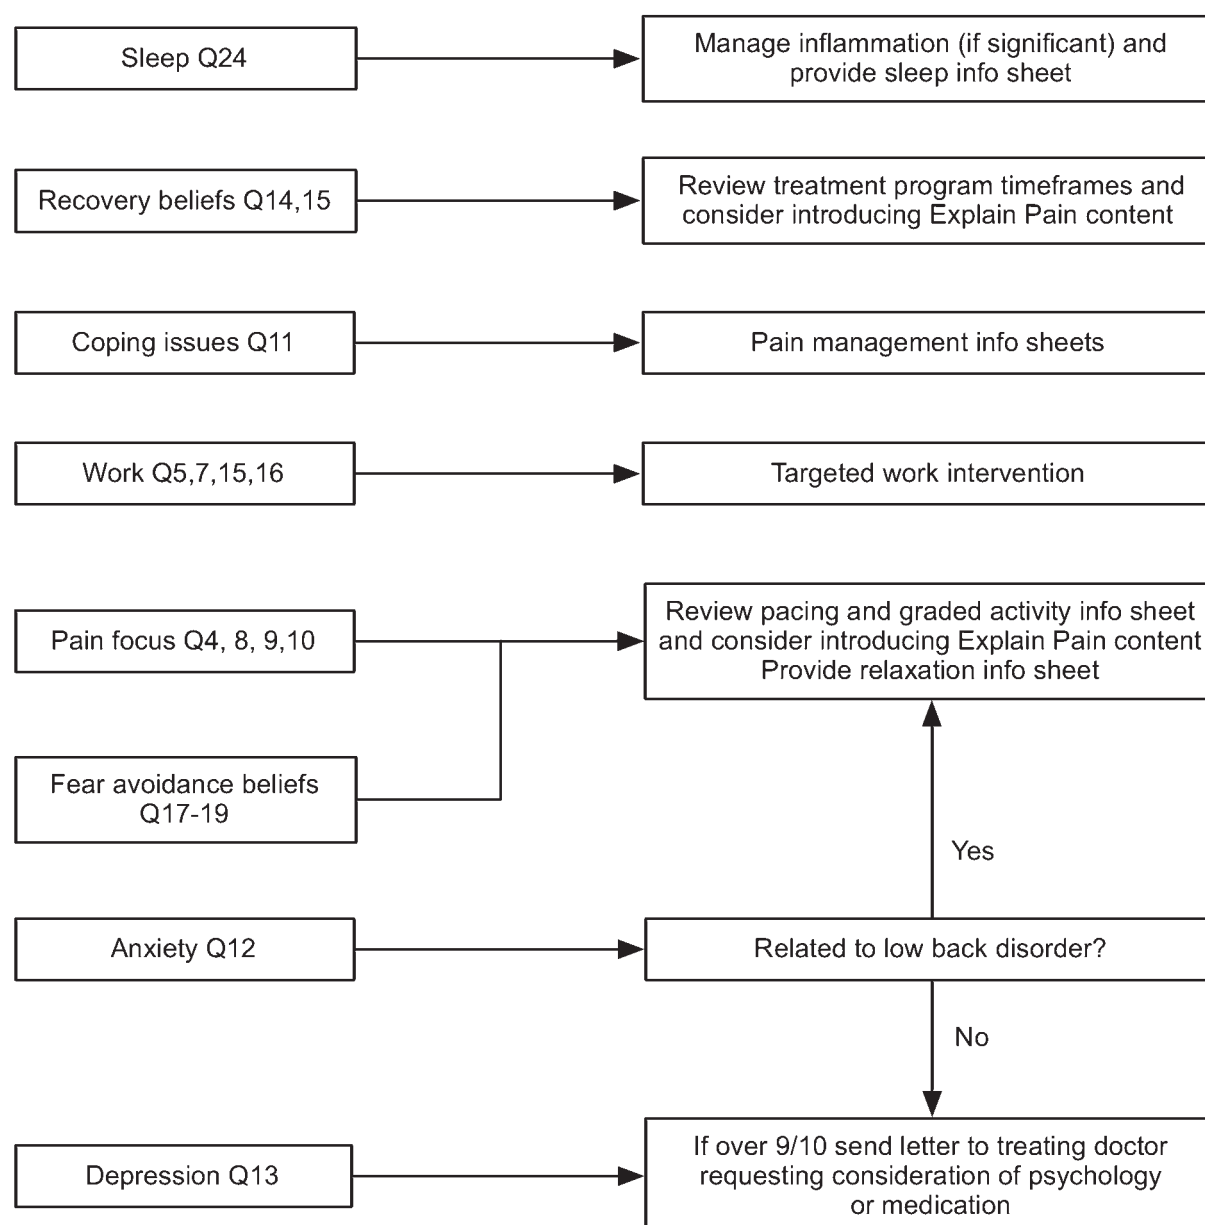 Sleep Q24
Manage inflammation (if significant) and
provide sleep info sheet
Recovery beliefs Q14,15
Review treatment program timeframes and
consider introducing Explain Pain content
Coping issues Q11
Pain management info sheets
Work Q5,7,15,16
Targeted work intervention
Pain focus Q4, 8, 9,10
Review pacing and graded activity info sheet
and consider introducing Explain Pain content
Provide relaxation info sheet
Fear avoidance beliefs
Q17-19
Yes
Anxiety Q12
Related to low back disorder?
No
Depression Q13
If over 9/10 send letter to treating doctor
requesting consideration of psychology
or medication